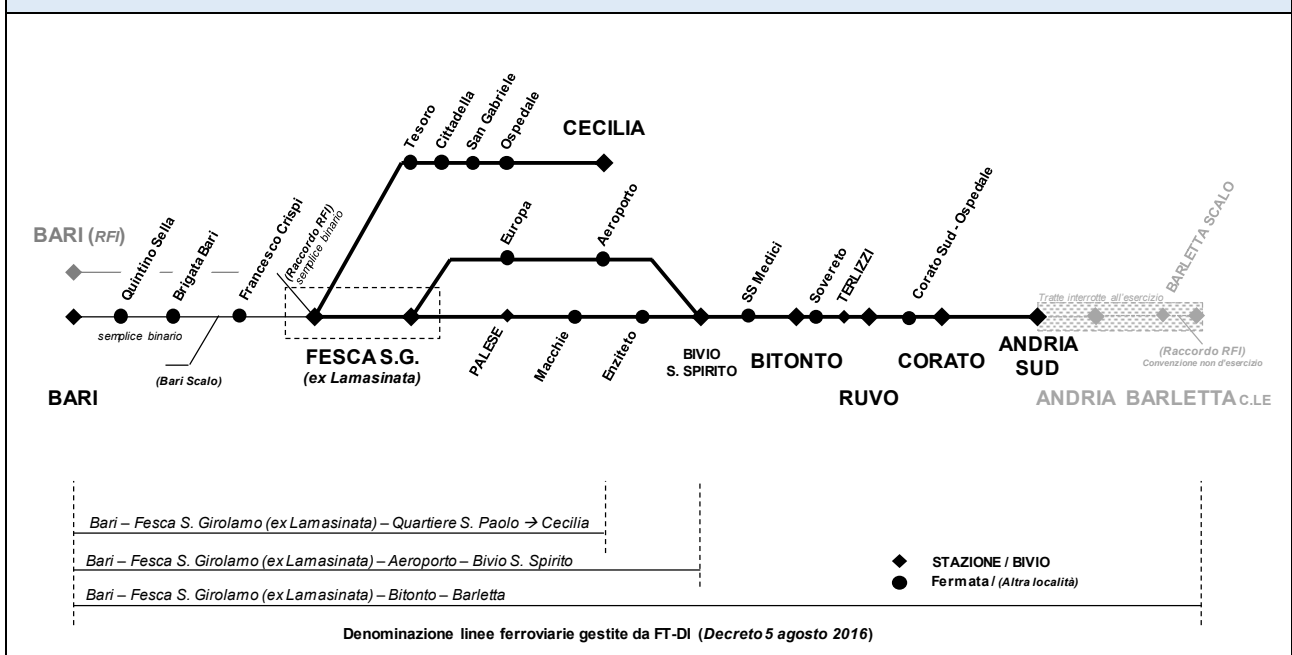 Tesoro
Cittadella
San Gabriele
Ospedale
CECILIA
BARI (RFI)
Quintino Sella
Brigata Bari
Francesco Crispi
(Raccordo RFI)
semplice binario
Europa
Aeroporto
SS Medici
Sovereto
TERLIZZI
Corato Sud - Ospedale
BARLETTA SCALO
Tratte interrotte all'esercizio
semplice binario
(Bari Scalo)
FESCA S.G.
(ex Lamasinata)
PALESE
Macchie
Enziteto
BIVIO
S. SPIRITO
BITONTO
CORATO
ANDRIA
SUD
(Raccordo RFI)
Convenzione non d'esercizio
BARI
RUVO
ANDRIA BARLETTA C.LE
Bari – Fesca S. Girolamo (ex Lamasinata) – Quartiere S. Paolo → Cecilia
Bari – Fesca S. Girolamo (ex Lamasinata) – Aeroporto – Bivio S. Spirito
STAZIONE / BIVIO
Fermata / (Altra località)
Bari – Fesca S. Girolamo (ex Lamasinata) – Bitonto – Barletta
Denominazione linee ferroviarie gestite da FT-DI (Decreto 5 agosto 2016)